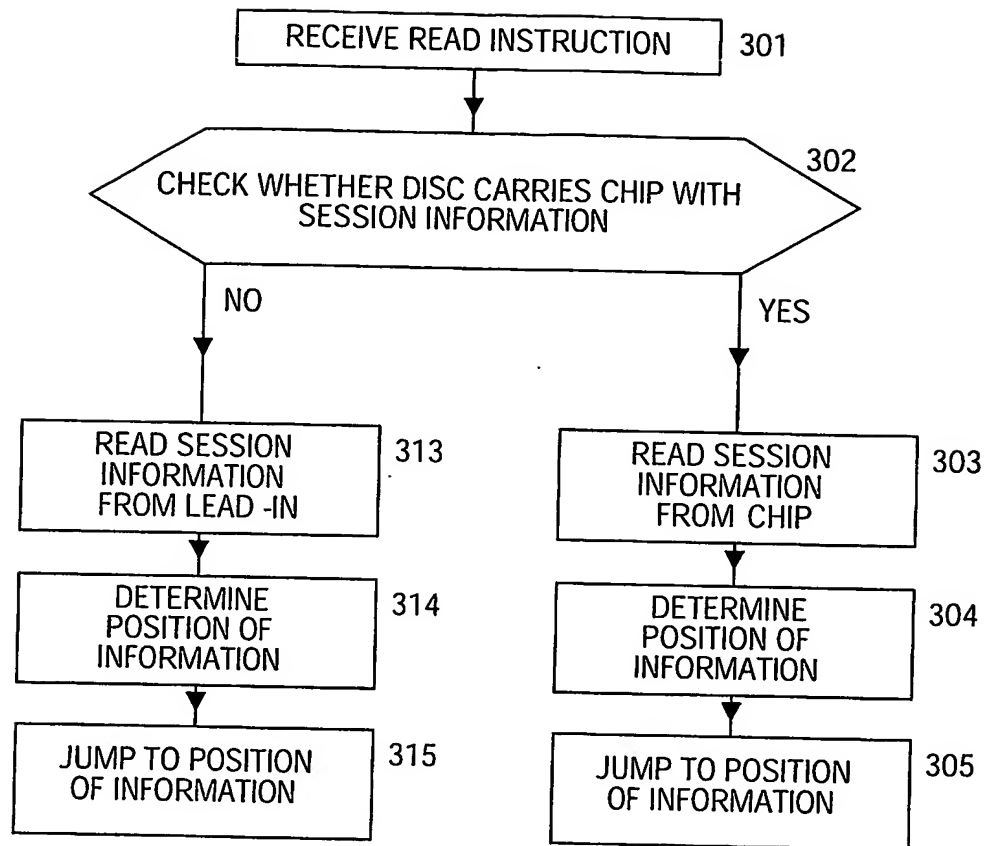 RECEIVE READ INSTRUCTION
301
302
CHECK WHETHER DISC CARRIES CHIP WITH
SESSION INFORMATION
NO
YES
READ SESSION
INFORMATION
FROM LEAD -IN
313
READ SESSION
INFORMATION
FROM CHIP
303
DETERMINE
POSITION OF
INFORMATION
314
DETERMINE
POSITION OF
INFORMATION
304
JUMP TO POSITION
OF INFORMATION
315
JUMP TO POSITION
OF INFORMATION
305